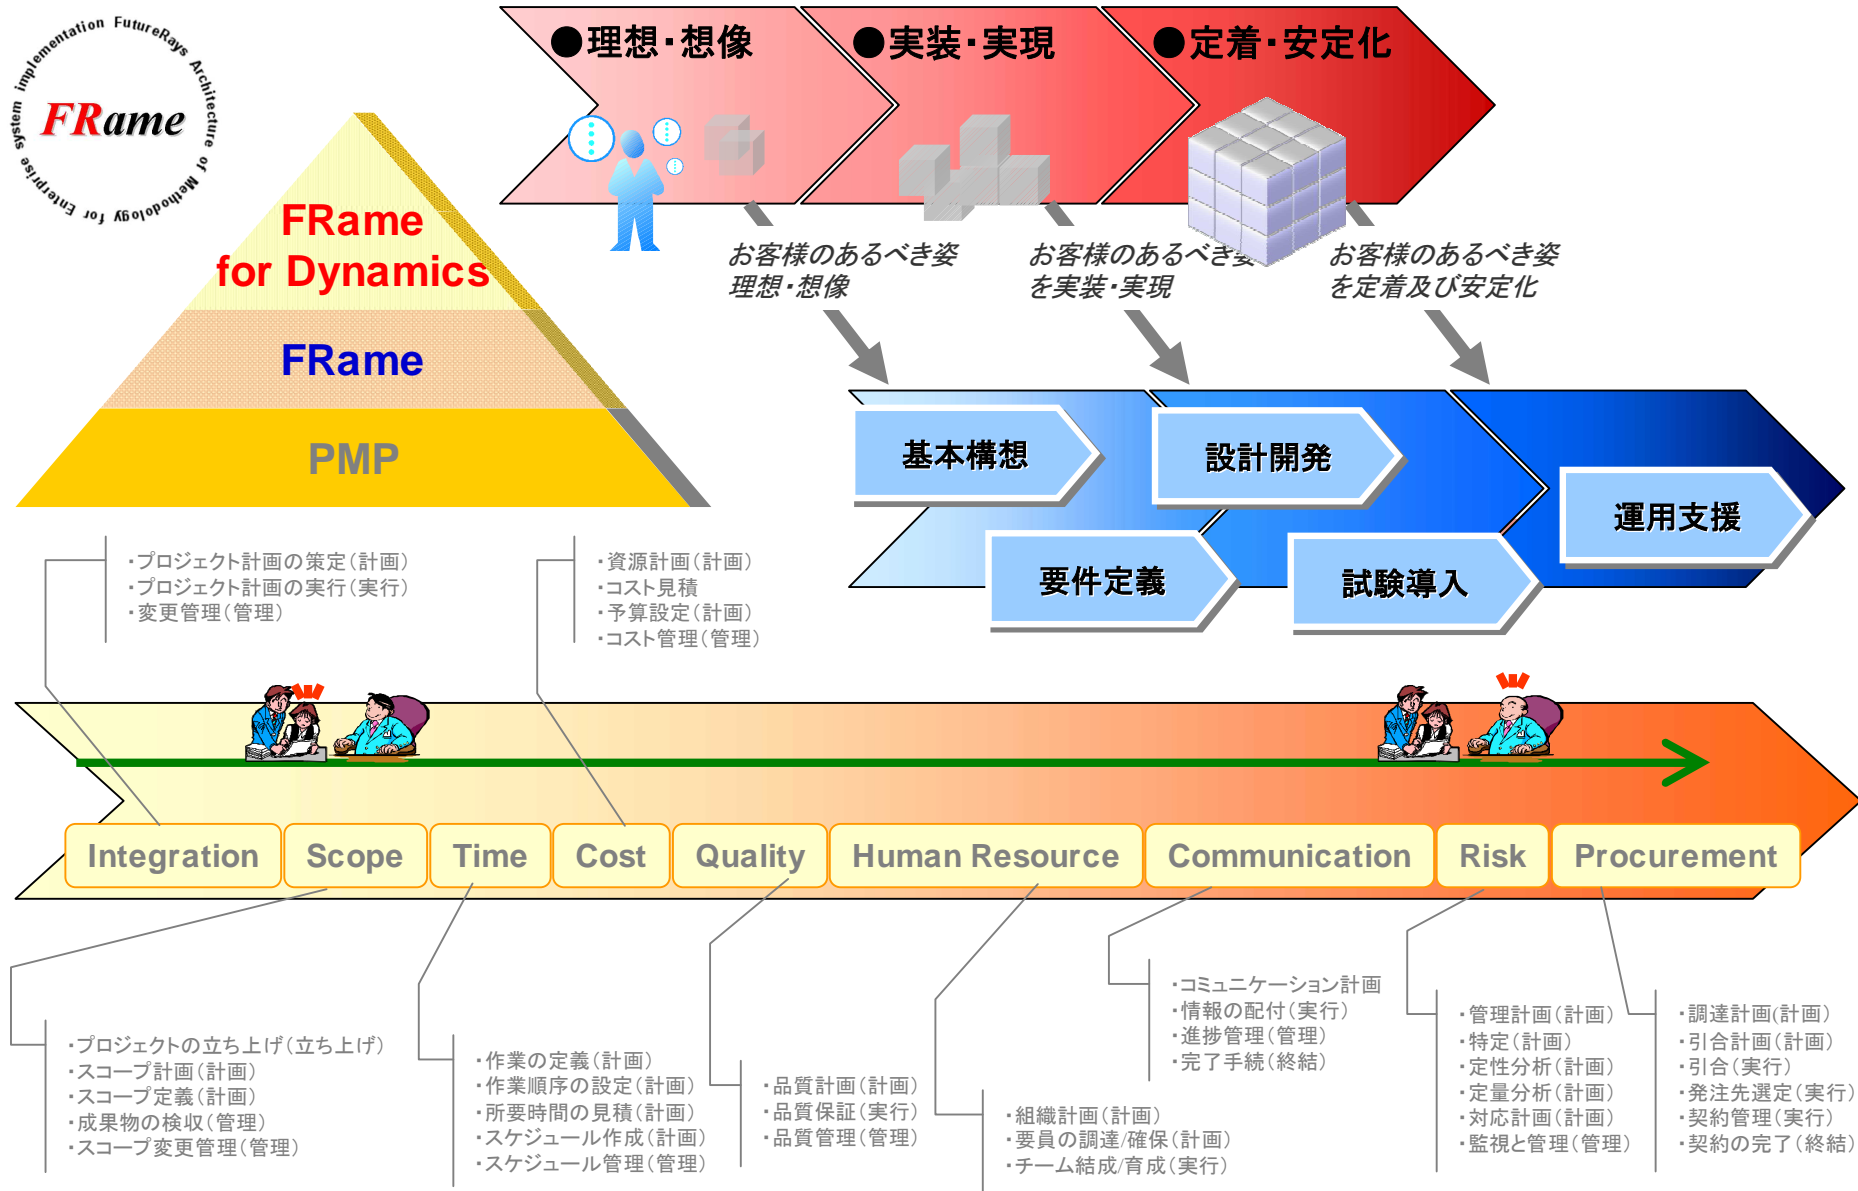 Enterprise system implementation FutureRays Architecture of Methodology for
FRame
●理想・想像
●実装・実現
●定着・安定化
FRame
for Dynamics
FRame
PMP
お客様のあるべき姿
理想・想像
お客様のあるべき姿
を実装・実現
お客様のあるべき姿
を定着及び安定化
基本構想
設計開発
運用支援
要件定義
試験導入
・プロジェクト計画の策定(計画)
・プロジェクト計画の実行(実行)
・変更管理(管理)
・資源計画(計画)
・コスト見積
・予算設定(計画)
・コスト管理(管理)
Integration
Scope
Time
Cost
Quality
Human Resource
Communication
Risk
Procurement
・プロジェクトの立ち上げ(立ち上げ)
・スコープ計画(計画)
・スコープ定義(計画)
・成果物の検収(管理)
・スコープ変更管理(管理)
・作業の定義(計画)
・作業順序の設定(計画)
・所要時間の見積(計画)
・スケジュール作成(計画)
・スケジュール管理(管理)
・品質計画(計画)
・品質保証(実行)
・品質管理(管理)
・組織計画(計画)
・要員の調達/確保(計画)
・チーム結成/育成(実行)
・コミュニケーション計画
・情報の配付(実行)
・進捗管理(管理)
・完了手続(終結)
・管理計画(計画)
・特定(計画)
・定性分析(計画)
・定量分析(計画)
・対応計画(計画)
・監視と管理(管理)
・調達計画(計画)
・引合計画(計画)
・引合(実行)
・発注先選定(実行)
・契約管理(実行)
・契約の完了(終結)